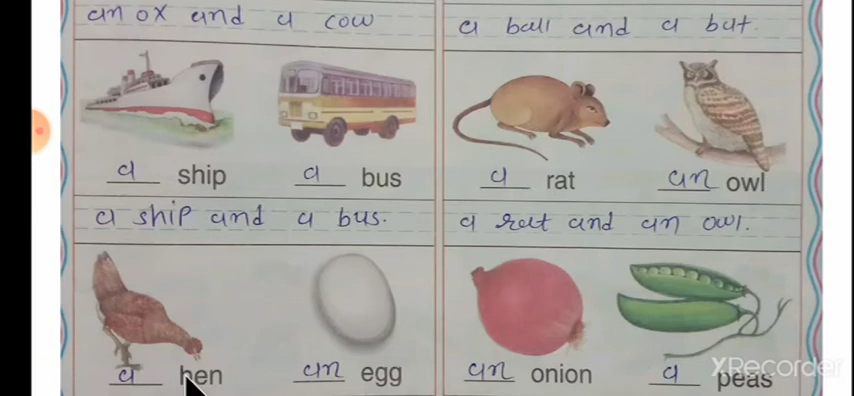 an ox and a cow
a ball and a bat.
a ship
a bus
a rat
an owl
a ship and a bus.
a rat and an owl.
a hen
an egg
an onion
a peas
XRecorder